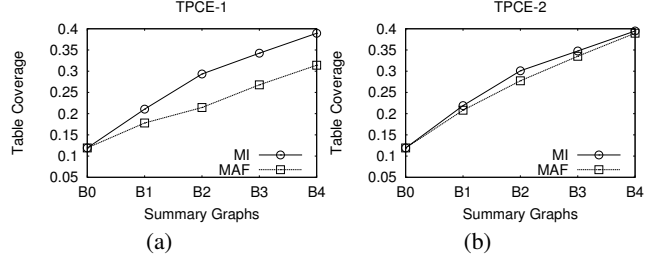 TPCE-1
Table Coverage
0.4
0.35
0.3
0.25
0.2
0.15
0.1
0.05
MI
MAF
B0 B1 B2 B3 B4
Summary Graphs
(a)
TPCE-2
Table Coverage
0.4
0.35
0.3
0.25
0.2
0.15
0.1
0.05
MI
MAF
B0 B1 B2 B3 B4
Summary Graphs
(b)